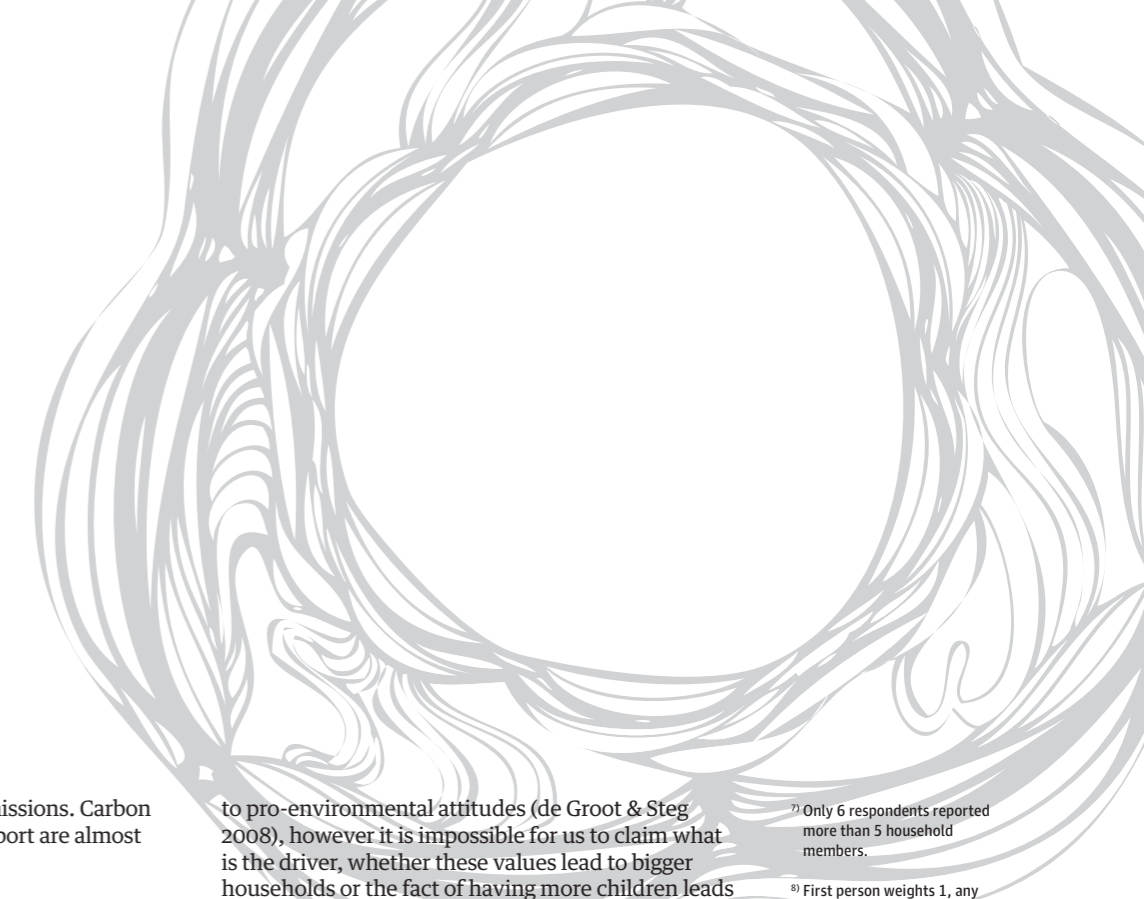 missions. Carbon
port are almost
to pro-environmental attitudes (de Groot & Steg
2008), however it is impossible for us to claim what
is the driver, whether these values lead to bigger
households or the fact of having more children leads
7) Only 6 respondents reported
more than 5 household
members.
8) First person weights 1, any